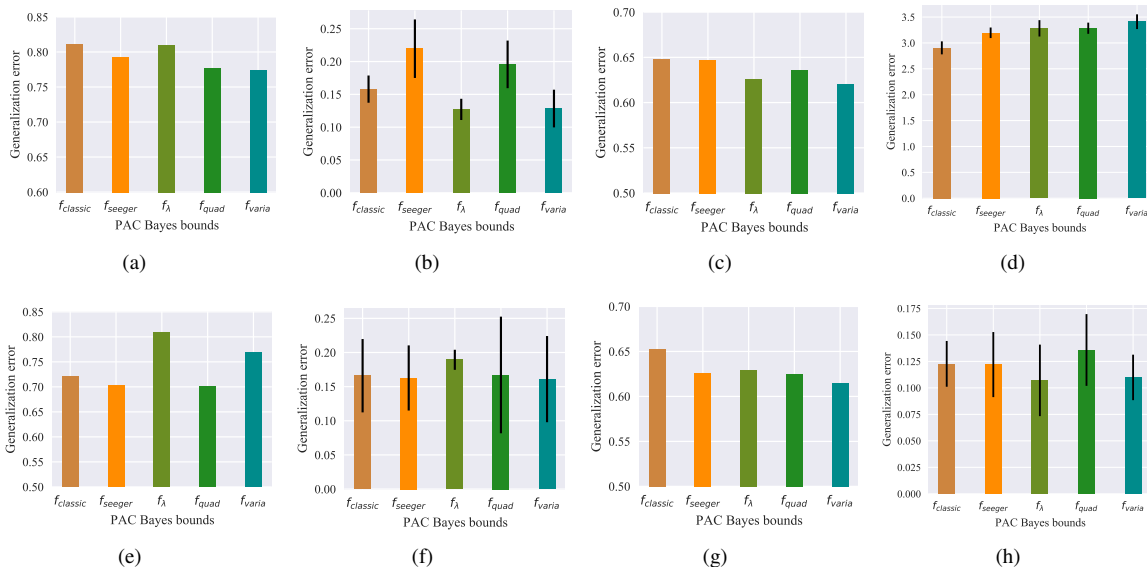 Generalization error
0.85
0.80
0.75
0.70
0.65
0.60
f_classic f_seeger f_λ f_quad f_varia
PAC Bayes bounds
(a)
Generalization error
0.25
0.20
0.15
0.10
0.05
0.00
f_classic f_seeger f_λ f_quad f_varia
PAC Bayes bounds
(b)
Generalization error
0.70
0.65
0.60
0.55
0.50
f_classic f_seeger f_λ f_quad f_varia
PAC Bayes bounds
(c)
Generalization error
3.5
3.0
2.5
2.0
1.5
1.0
0.5
0.0
f_classic f_seeger f_λ f_quad f_varia
PAC Bayes bounds
(d)
Generalization error
0.85
0.80
0.75
0.70
0.65
0.60
0.55
0.50
f_classic f_seeger f_λ f_quad f_varia
PAC Bayes bounds
(e)
Generalization error
0.25
0.20
0.15
0.10
0.05
0.00
f_classic f_seeger f_λ f_quad f_varia
PAC Bayes bounds
(f)
Generalization error
0.70
0.65
0.60
0.55
0.50
f_classic f_seeger f_λ f_quad f_varia
PAC Bayes bounds
(g)
Generalization error
0.175
0.150
0.125
0.100
0.075
0.050
0.025
0.000
f_classic f_seeger f_λ f_quad f_varia
PAC Bayes bounds
(h)